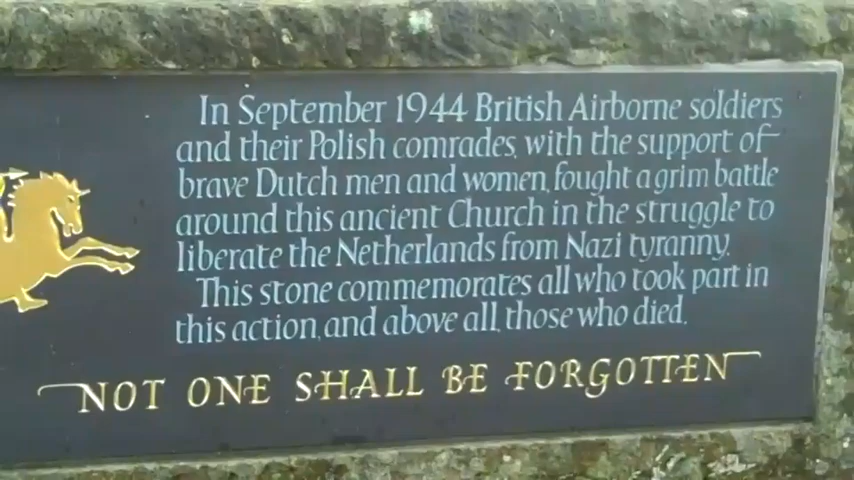 In September 1944 British Airborne soldiers
and their Polish comrades, with the support of
brave Dutch men and women, fought a grim battle
around this ancient Church in the struggle to
liberate the Netherlands from Nazi tyranny.
This stone commemorates all who took part in
this action, and above all, those who died.
NOT ONE SHALL BE FORGOTTEN